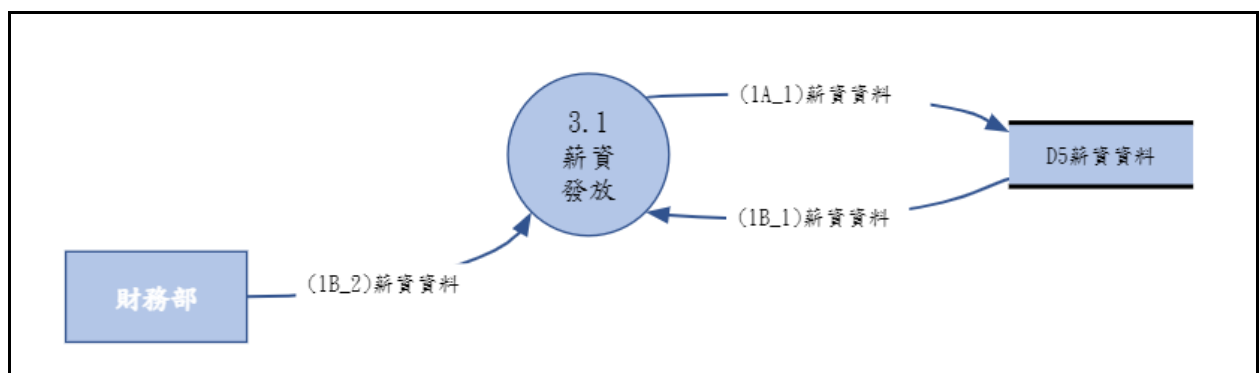 (1A_1)薪資資料
3.1
薪資
發放
D5薪資資料
(1B_1)薪資資料
(1B_2)薪資資料
財務部